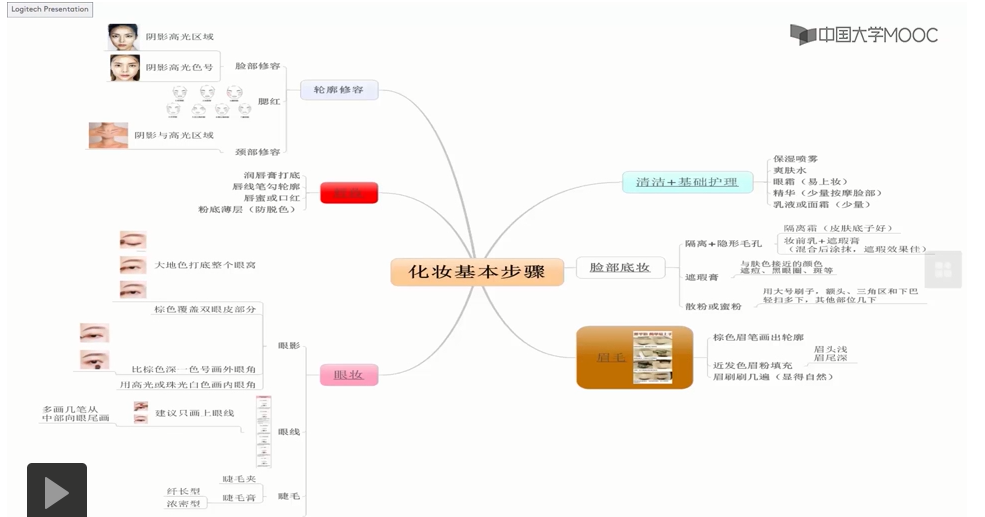 Logitech Presentation
中国大学MOOC
化妆基本步骤
清洁+基础护理
保湿喷雾
爽肤水
眼霜（易上妆）
精华（少量按摩脸部）
乳液或面霜（少量）
脸部底妆
隔离+隐形毛孔
隔离霜（皮肤底子好）
妆前乳+遮瑕膏
（混合后涂抹，遮瑕效果佳）
遮瑕膏
与肤色接近的颜色
遮痘、黑眼圈、斑等
散粉或蜜粉
用大号刷子，额头、三角区和下巴
轻扫多下，其他部位几下
眉毛
棕色眉笔画出轮廓
近发色眉粉填充
眉头浅
眉尾深
眉刷刷几遍（显得自然）
轮廓修容
脸部修容
阴影高光区域
阴影高光色号
腮红
颈部修容
阴影与高光区域
润唇膏打底
唇线笔勾轮廓
唇蜜或口红
粉底薄层（防脱色）
眼妆
眼影
大地色打底整个眼窝
棕色覆盖双眼皮部分
比棕色深一色号画外眼角
用高光或珠光白色画内眼角
眼线
建议只画上眼线
多画几笔从
中部向眼尾画
睫毛
睫毛夹
睫毛膏
纤长型
浓密型